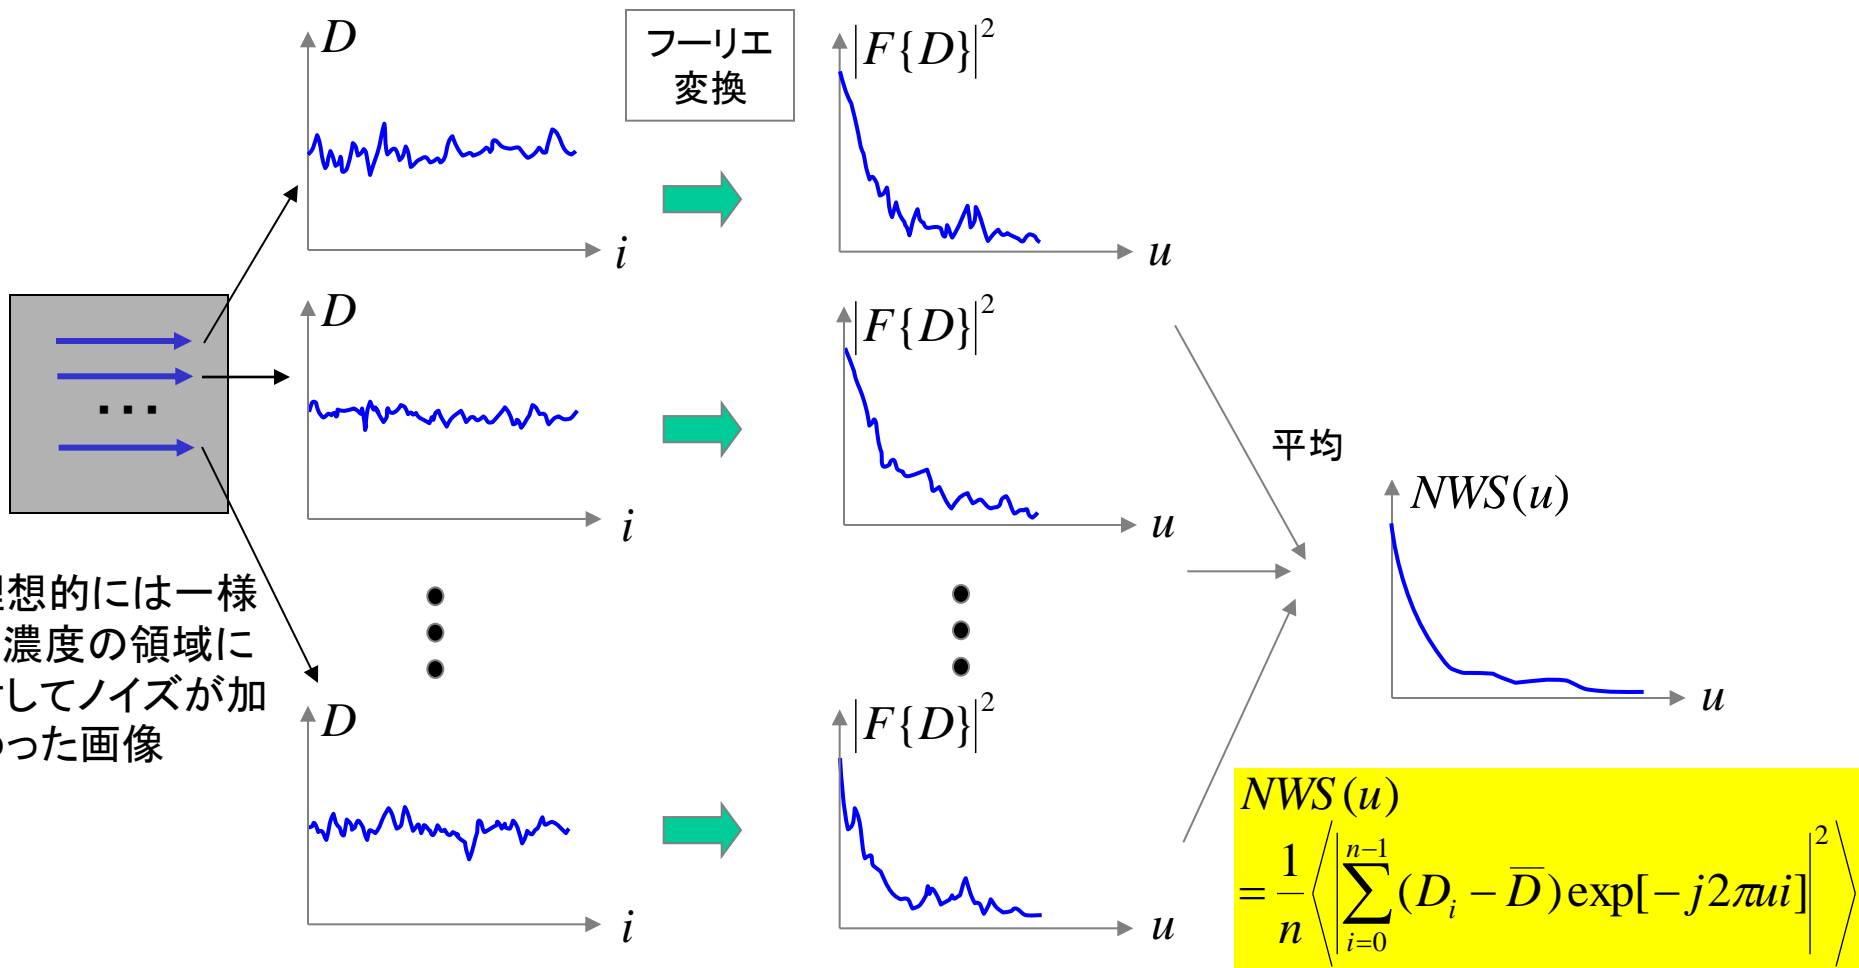 D
i
フーリエ
変換
|F{D}|²
u
D
i
|F{D}|²
u
…
想的には一様
濃度の領域に
してノイズが加
った画像
D
i
|F{D}|²
u
平均
NWS(u)
u
NWS(u)
= 1/n ⟨|∑_{i=0}^{n−1} (D_i − D̅) exp[−j2πui]|²⟩